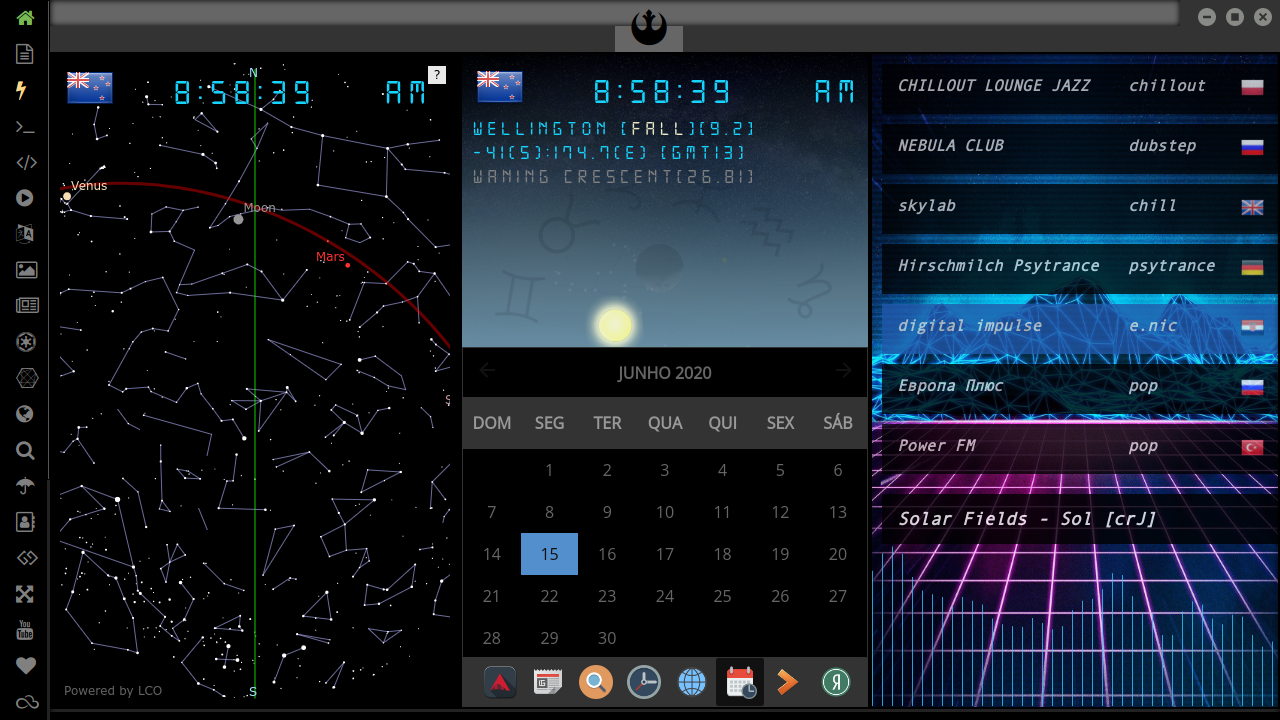 N
8:58:39 AM
?
Venus
Moon
Mars
S
Powered by LCO
8:58:39 AM
WELLINGTON [FALL][9.2]
-41(S):174.7(E) [GMT13]
WANING CRESCENT[26.81]
JUNHO 2020
DOM SEG TER QUA QUI SEX SÁB
1 2 3 4 5 6
7 8 9 10 11 12 13
14 15 16 17 18 19 20
21 22 23 24 25 26 27
28 29 30
Я
CHILLOUT LOUNGE JAZZ chillout
NEBULA CLUB dubstep
skylab chill
Hirschmilch Psytrance psytrance
digital impulse e.nic
Европа Плюс pop
Power FM pop
Solar Fields - Sol [crJ]
You
Tube